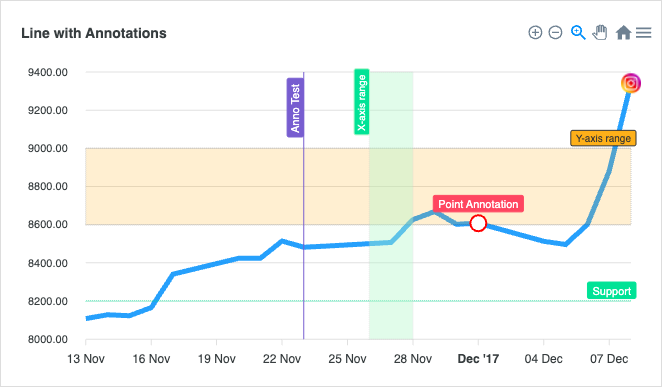 Line with Annotations
9400.00
9200.00
9000.00
8800.00
8600.00
8400.00
8200.00
8000.00
Anno Test
X-axis range
Y-axis range
Point Annotation
Support
13 Nov
16 Nov
19 Nov
22 Nov
25 Nov
28 Nov
Dec '17
04 Dec
07 Dec